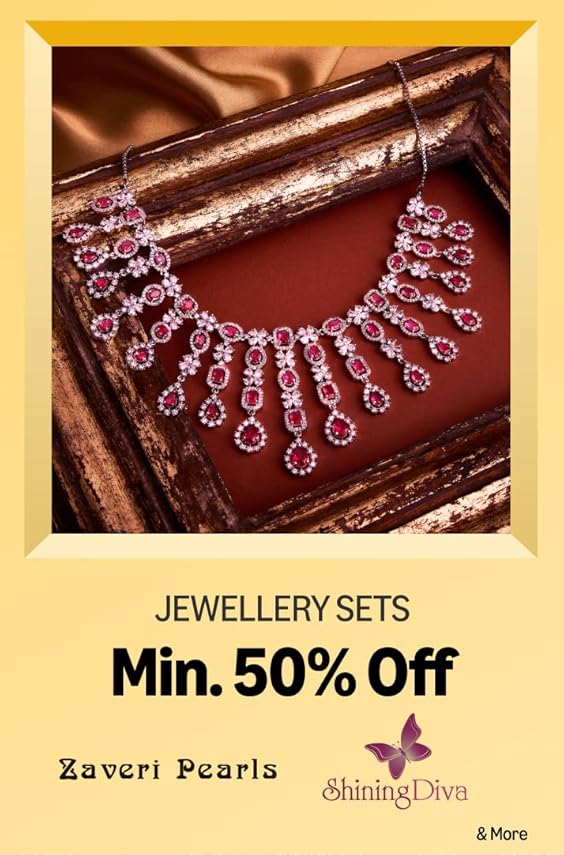 JEWELLERY SETS
Min. 50% Off
Zaveri Pearls
ShiningDiva
& More